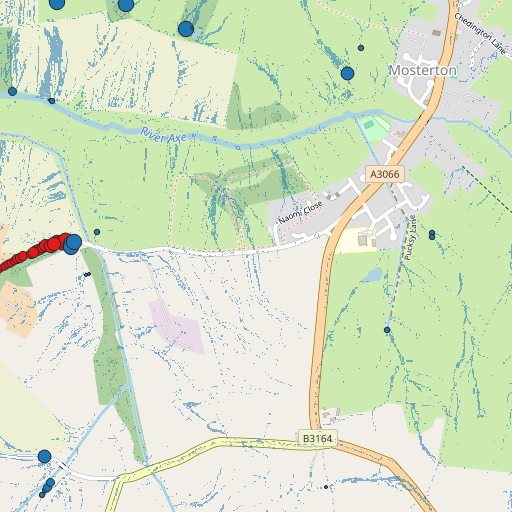 Chedington Lane
Mosterton
River Axe
A3066
Naomi Close
Pucksy Lane
B3164